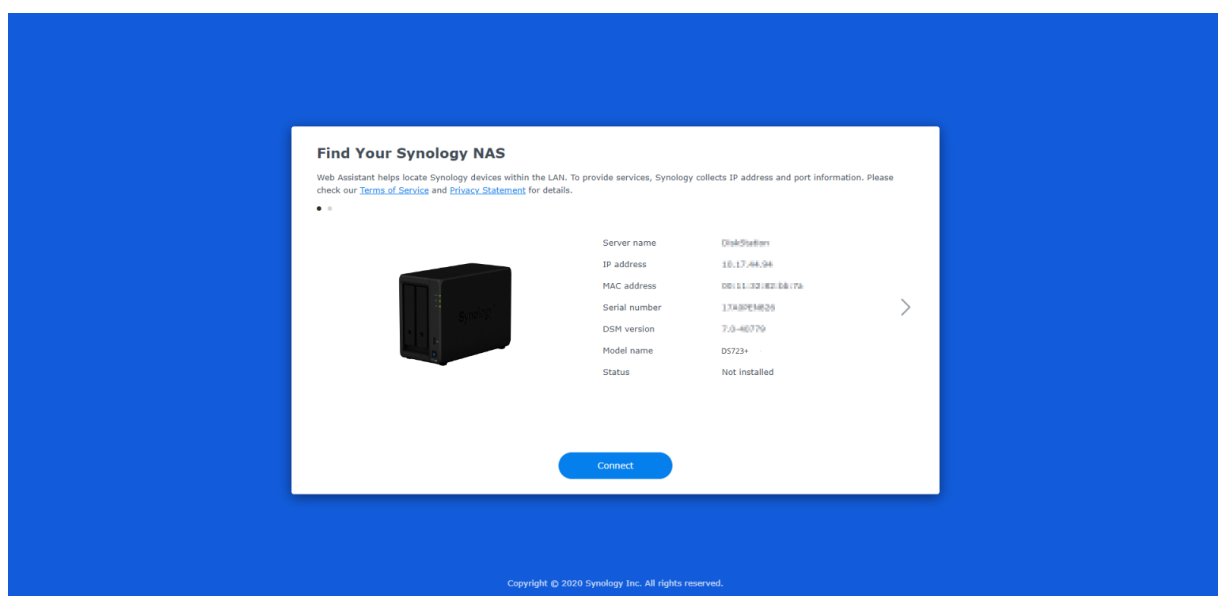 Find Your Synology NAS
Web Assistant helps locate Synology devices within the LAN. To provide services, Synology collects IP address and port information. Please
check our Terms of Service and Privacy Statement for details.
Server name DiskStation
IP address
MAC address
Serial number
DSM version
Model name DS723+
Status Not installed
Synology
Connect
Copyright © 2020 Synology Inc. All rights reserved.